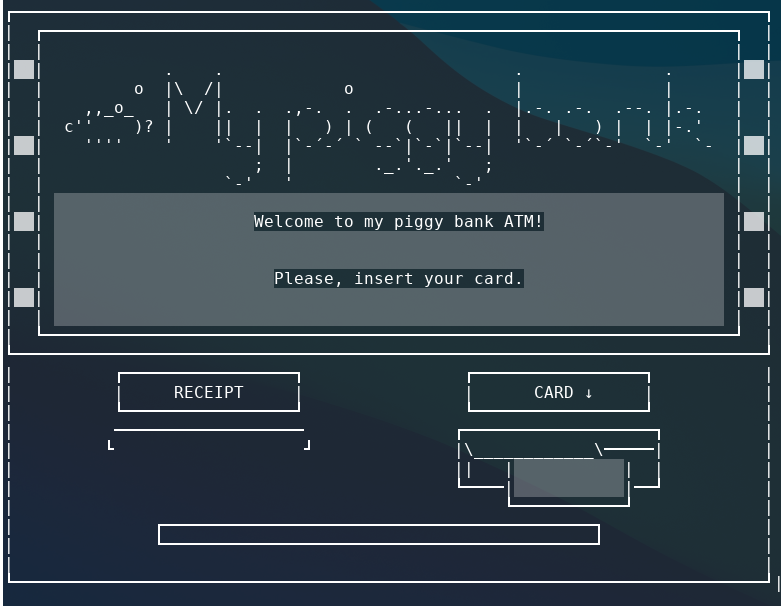 My piggy bank
Welcome to my piggy bank ATM!
Please, insert your card.
RECEIPT
CARD ↓